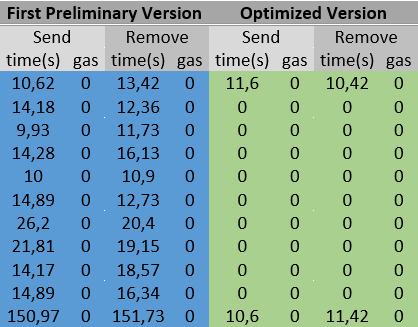 First Preliminary Version Optimized Version
Send Remove Send Remove
time(s) gas time(s) gas time(s) gas time(s) gas
10,62 0 13,42 0 11,6 0 10,42 0
14,18 0 12,36 0 0 0 0 0
9,93 0 11,73 0 0 0 0 0
14,28 0 16,13 0 0 0 0 0
10 0 10,9 0 0 0 0 0
14,89 0 12,73 0 0 0 0 0
26,2 0 20,4 0 0 0 0 0
21,81 0 19,15 0 0 0 0 0
14,17 0 18,57 0 0 0 0 0
14,89 0 16,34 0 0 0 0 0
150,97 0 151,73 0 10,6 0 11,42 0